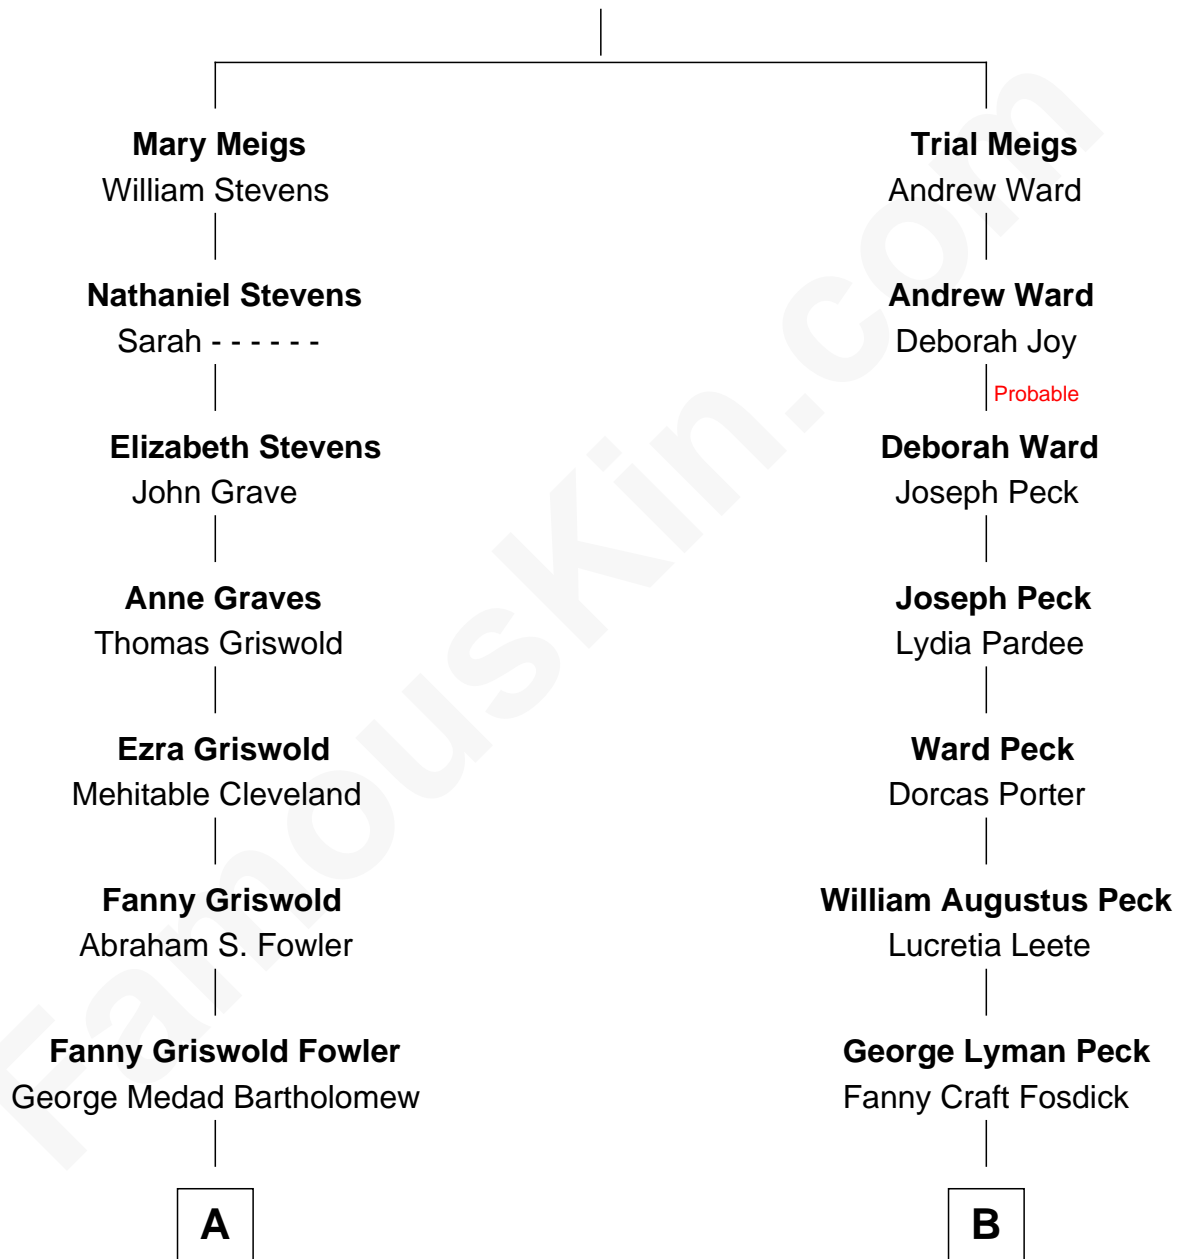 Mary Meigs
William Stevens
Nathaniel Stevens
Sarah - - - - - -
Elizabeth Stevens
John Grave
Anne Graves
Thomas Griswold
Ezra Griswold
Mehitable Cleveland
Fanny Griswold
Abraham S. Fowler
Fanny Griswold Fowler
George Medad Bartholomew
A
Trial Meigs
Andrew Ward
Andrew Ward
Deborah Joy
Probable
Deborah Ward
Joseph Peck
Joseph Peck
Lydia Pardee
Ward Peck
Dorcas Porter
William Augustus Peck
Lucretia Leete
George Lyman Peck
Fanny Craft Fosdick
B
FamousKin.com